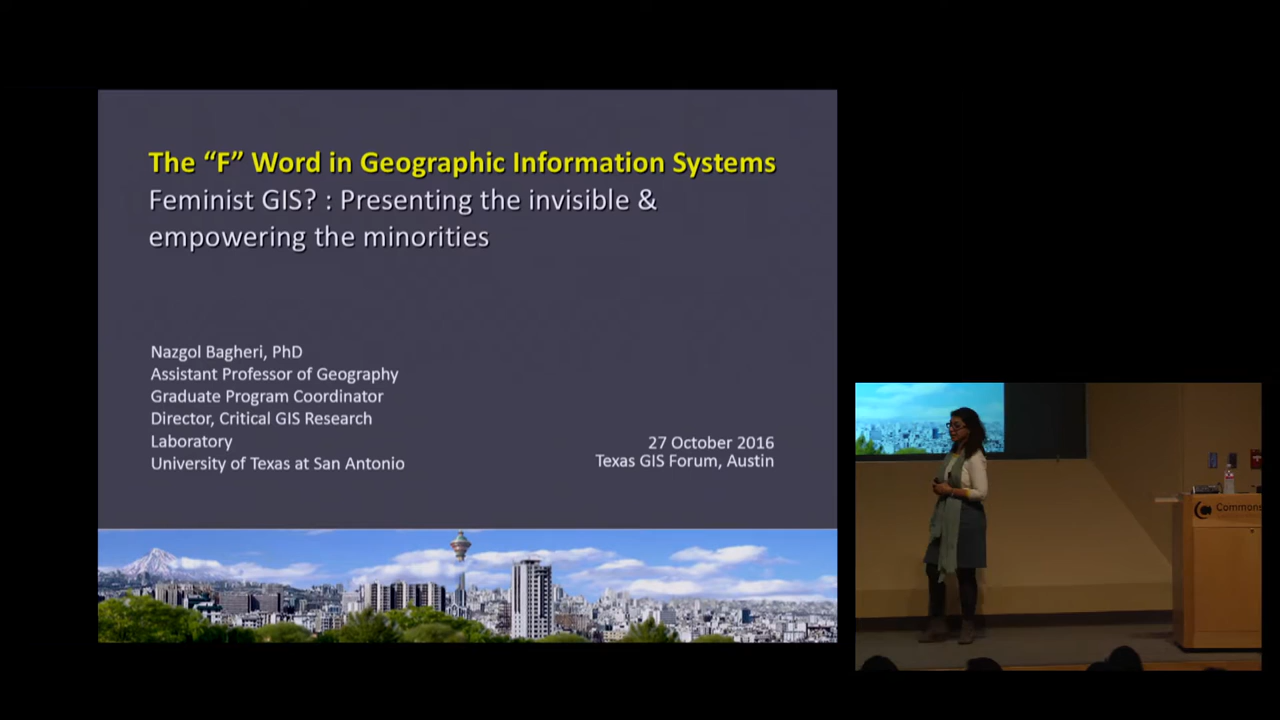 The “F” Word in Geographic Information Systems
Feminist GIS? : Presenting the invisible &
empowering the minorities
Nazgol Bagheri, PhD
Assistant Professor of Geography
Graduate Program Coordinator
Director, Critical GIS Research
Laboratory
University of Texas at San Antonio
27 October 2016
Texas GIS Forum, Austin
Commons